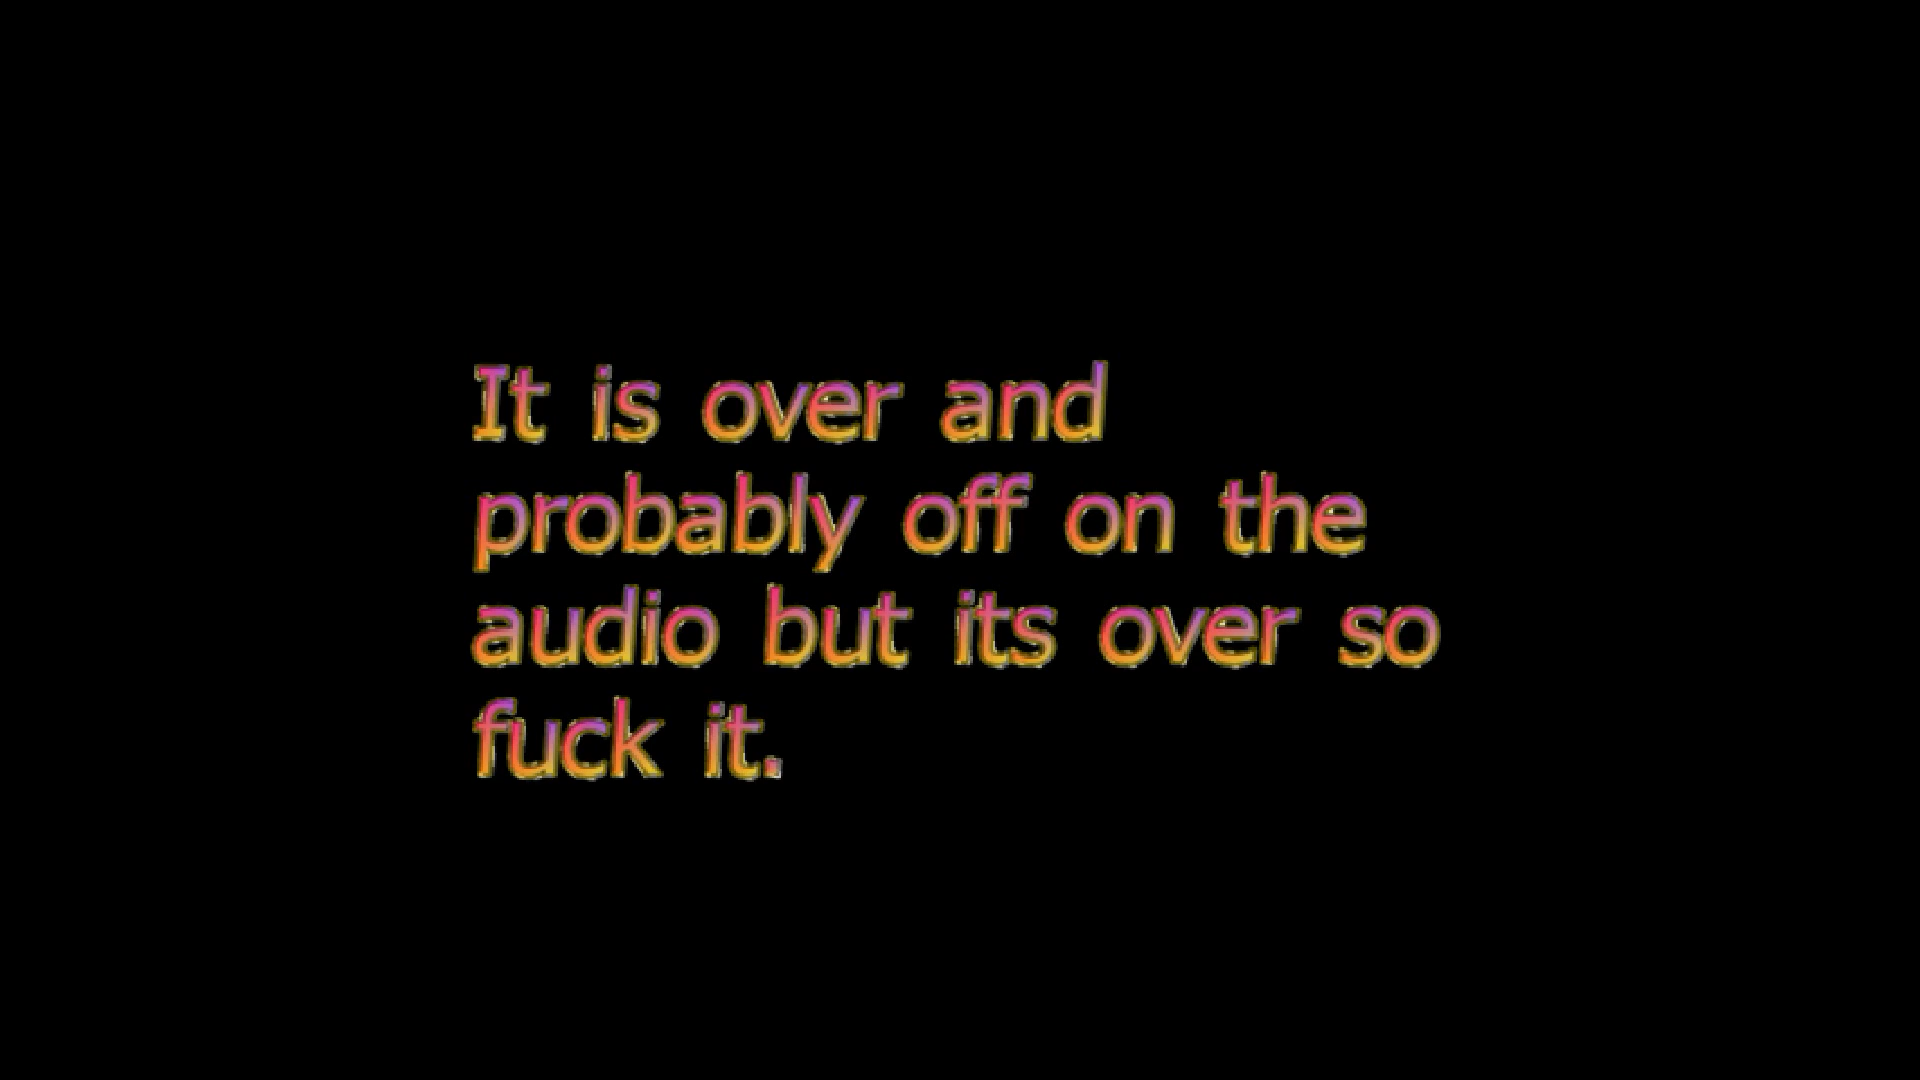 It is over and
probably off on the
audio but its over so
fuck it.